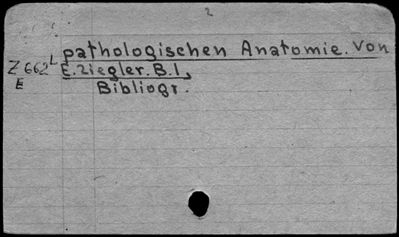 2
pathologischen Anatomie. Von
Z 662 L E. Ziegler. B. I,
E Bibliogr.